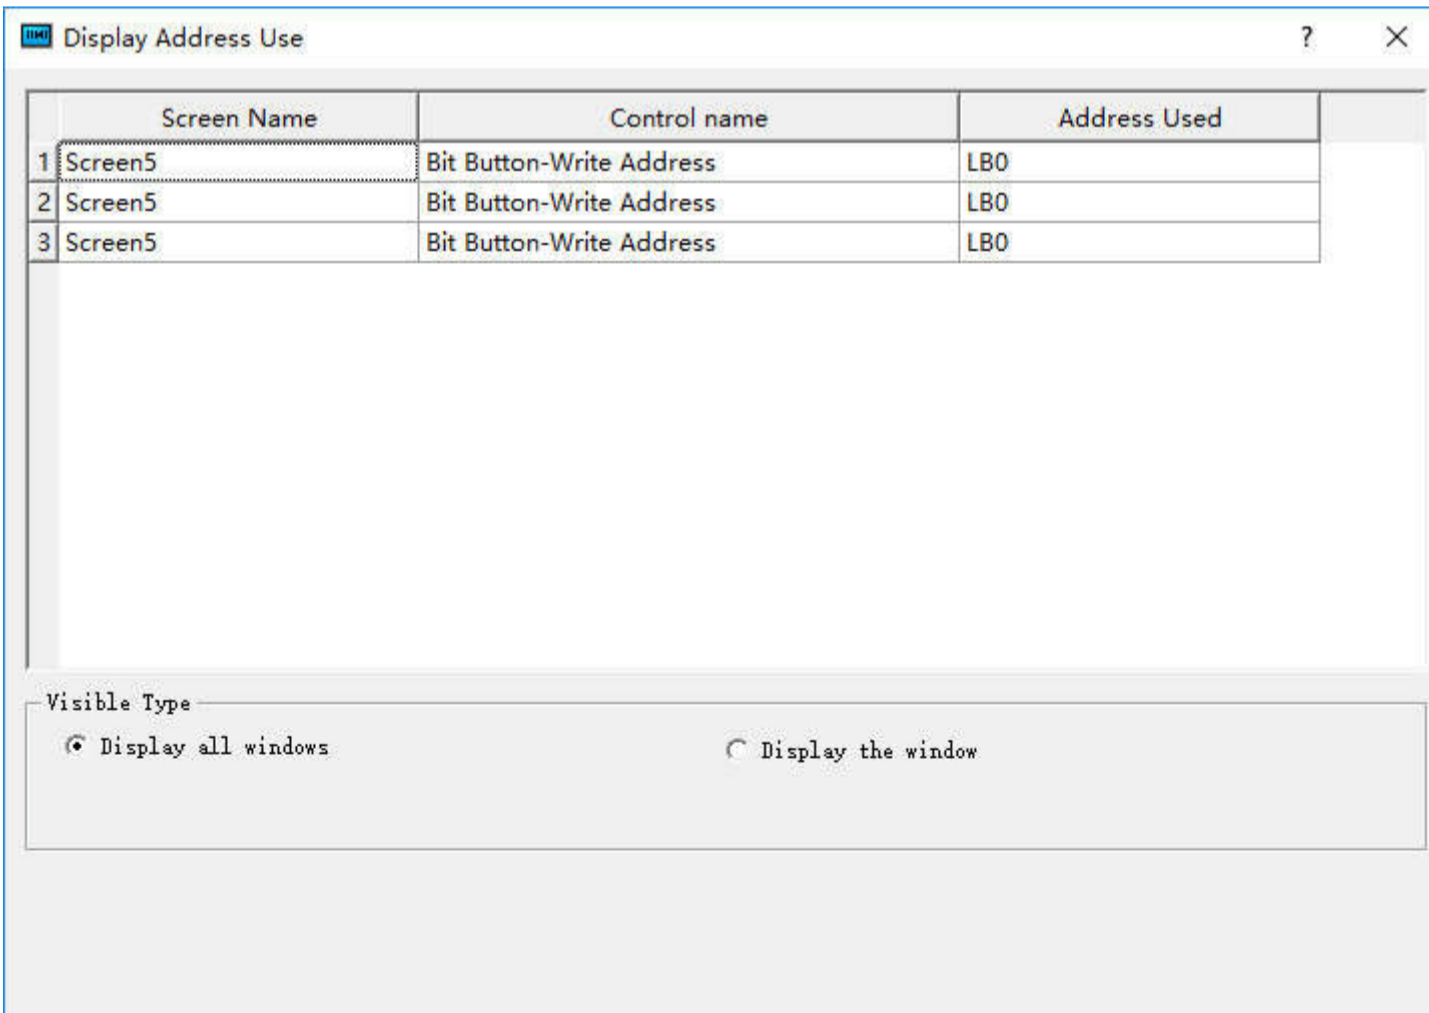 Display Address Use ?
Screen Name Control name Address Used
1 Screen5 Bit Button-Write Address LB0
2 Screen5 Bit Button-Write Address LB0
3 Screen5 Bit Button-Write Address LB0
Visible Type
Display all windows Display the window